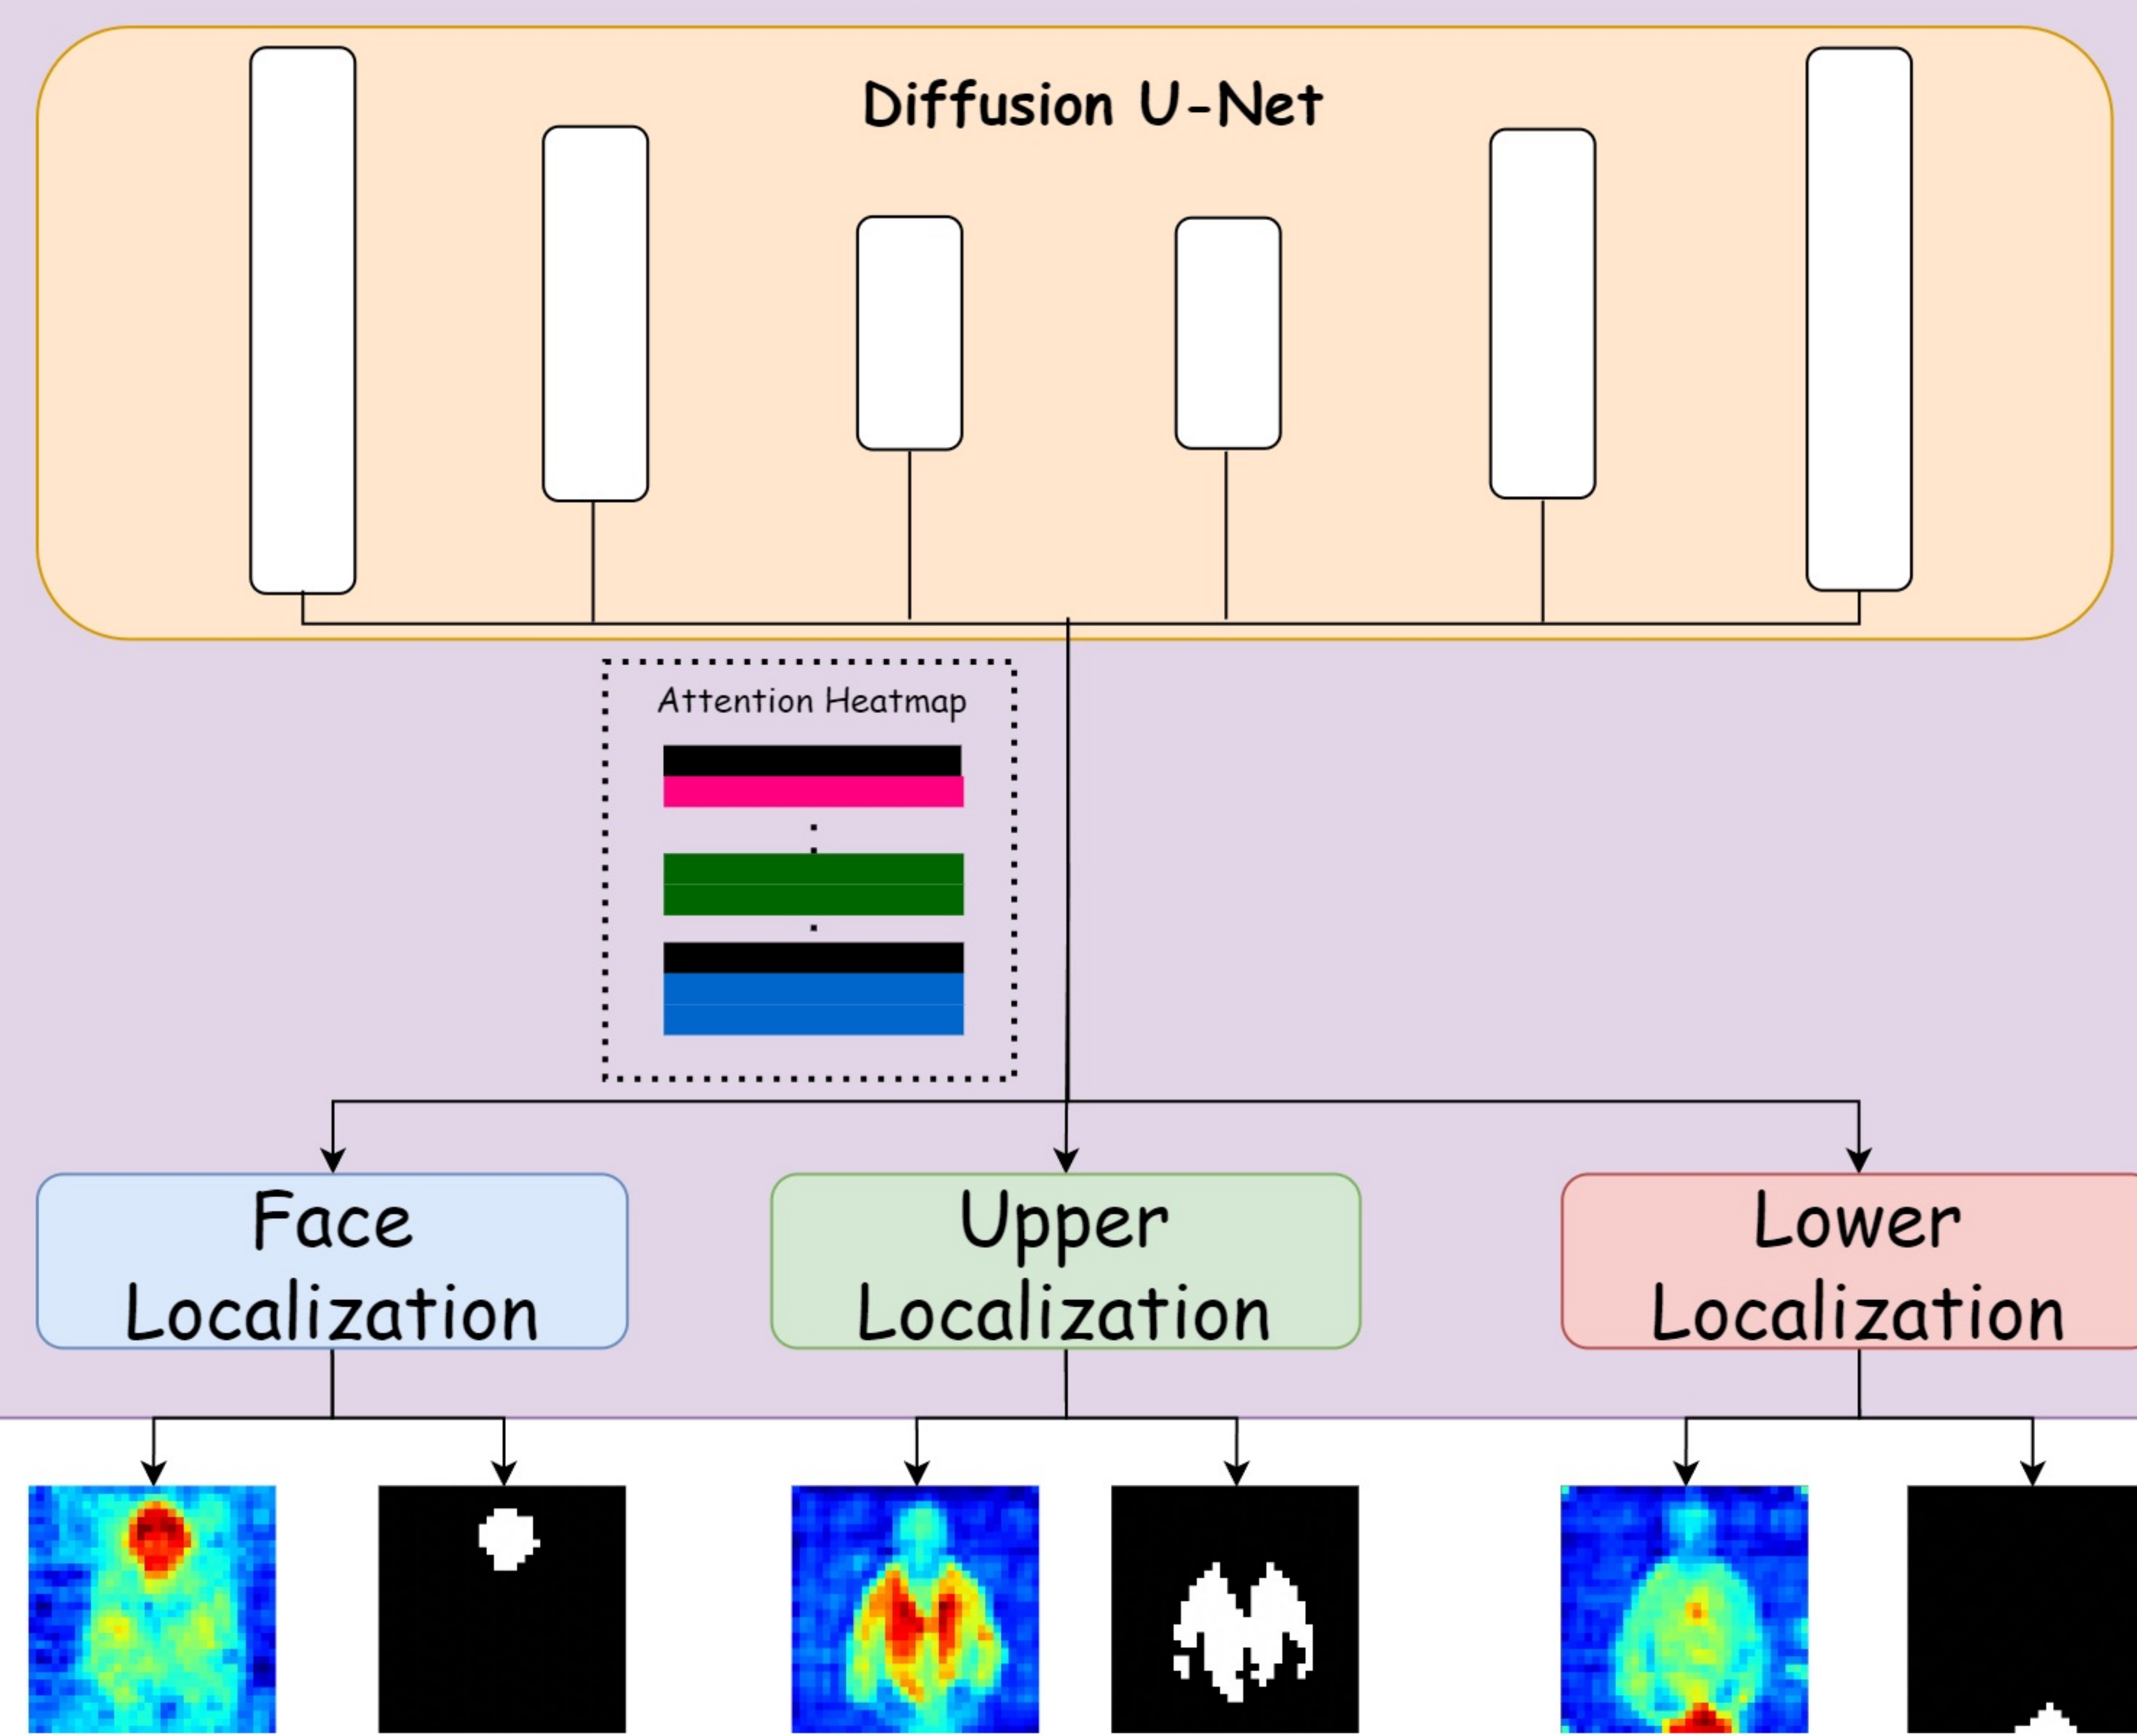 Diffusion U-Net
Attention Heatmap
Face
Localization
Upper
Localization
Lower
Localization